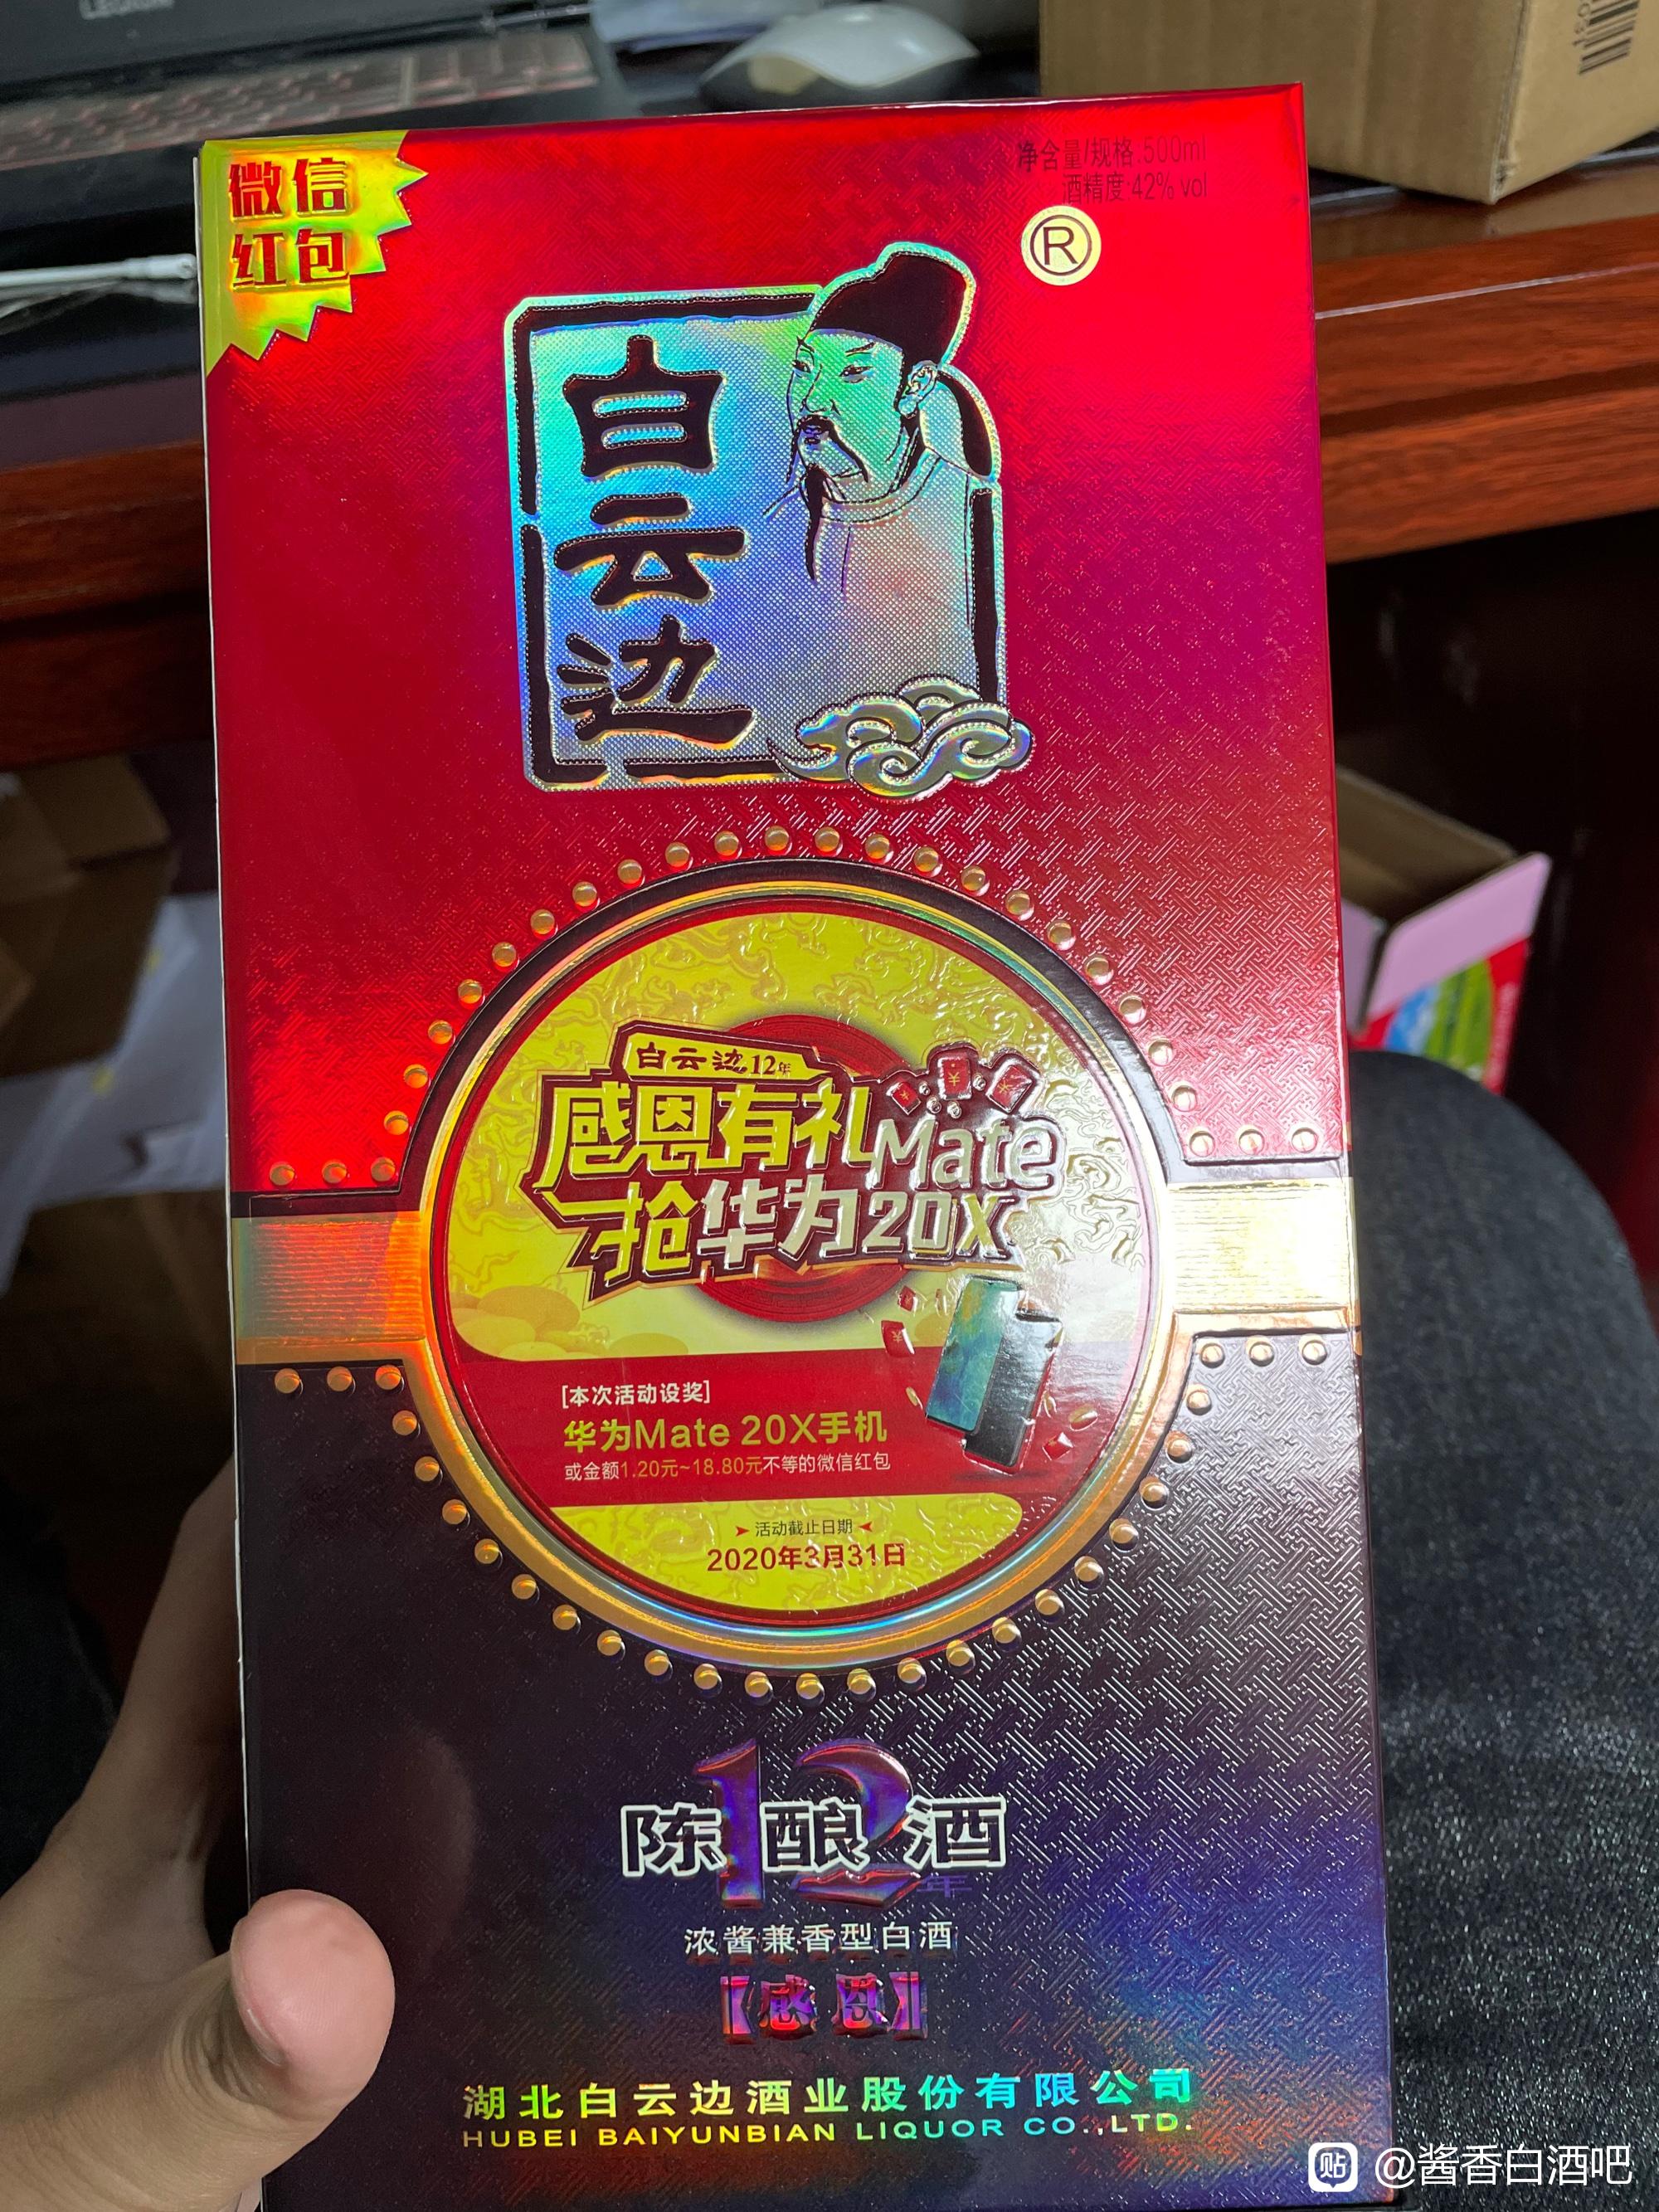 LEGION
微信
红包
净含量/规格:500ml
酒精度:42% vol
®
白云边
白云边12年
感恩有礼Mate
抢华为20X
[本次活动设奖]
华为Mate 20X手机
或金额1.20元~18.80元不等的微信红包
活动截止日期
2020年3月31日
12
陈酿酒
年
浓酱兼香型白酒
【感恩】
湖北白云边酒业股份有限公司
HUBEI BAIYUNBIAN LIQUOR CO.,LTD.
贴 @酱香白酒吧